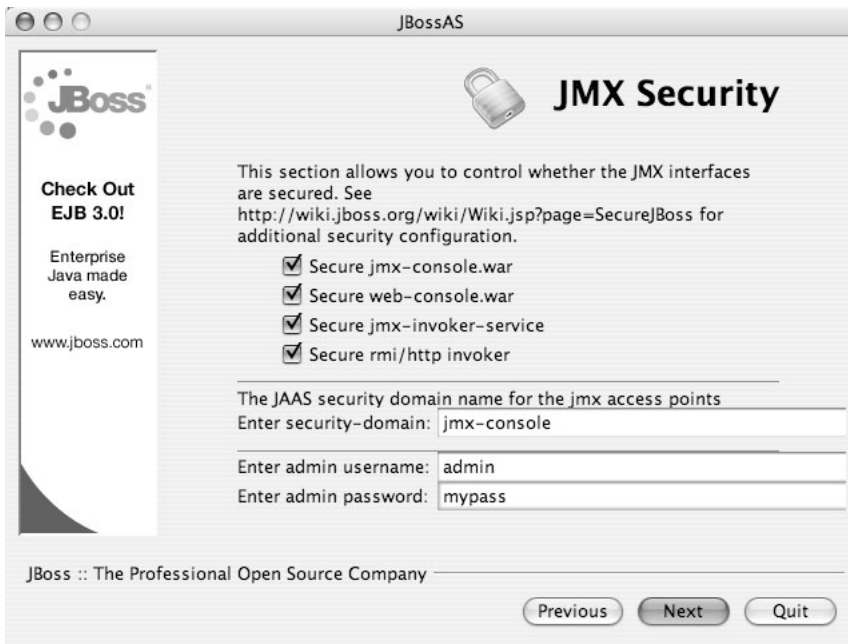 JBossAS
JBoss
Check Out
EJB 3.0!
Enterprise
Java made
easy.
www.jboss.com
JMX Security
This section allows you to control whether the JMX interfaces
are secured. See
http://wiki.jboss.org/wiki/Wiki.jsp?page=SecureJBoss for
additional security configuration.
Secure jmx-console.war
Secure web-console.war
Secure jmx-invoker-service
Secure rmi/http invoker
The JAAS security domain name for the jmx access points
Enter security-domain: jmx-console
Enter admin username: admin
Enter admin password: mypass
JBoss :: The Professional Open Source Company
Previous Next Quit